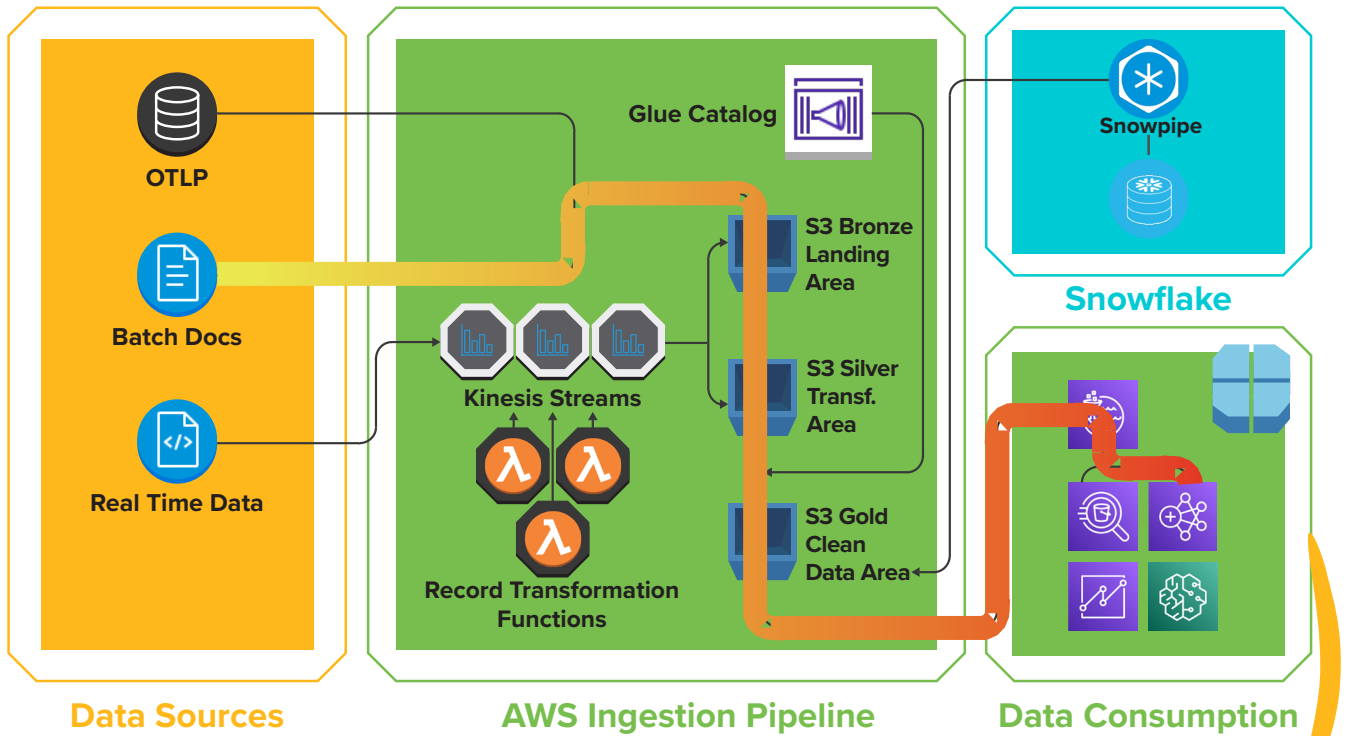 OTLP
Batch Docs
Real Time Data
Data Sources
Glue Catalog
S3 Bronze
Landing
Area
Kinesis Streams
S3 Silver
Transf.
Area
λ
λ
λ
Record Transformation
Functions
S3 Gold
Clean
Data Area
AWS Ingestion Pipeline
Snowpipe
Snowflake
Data Consumption